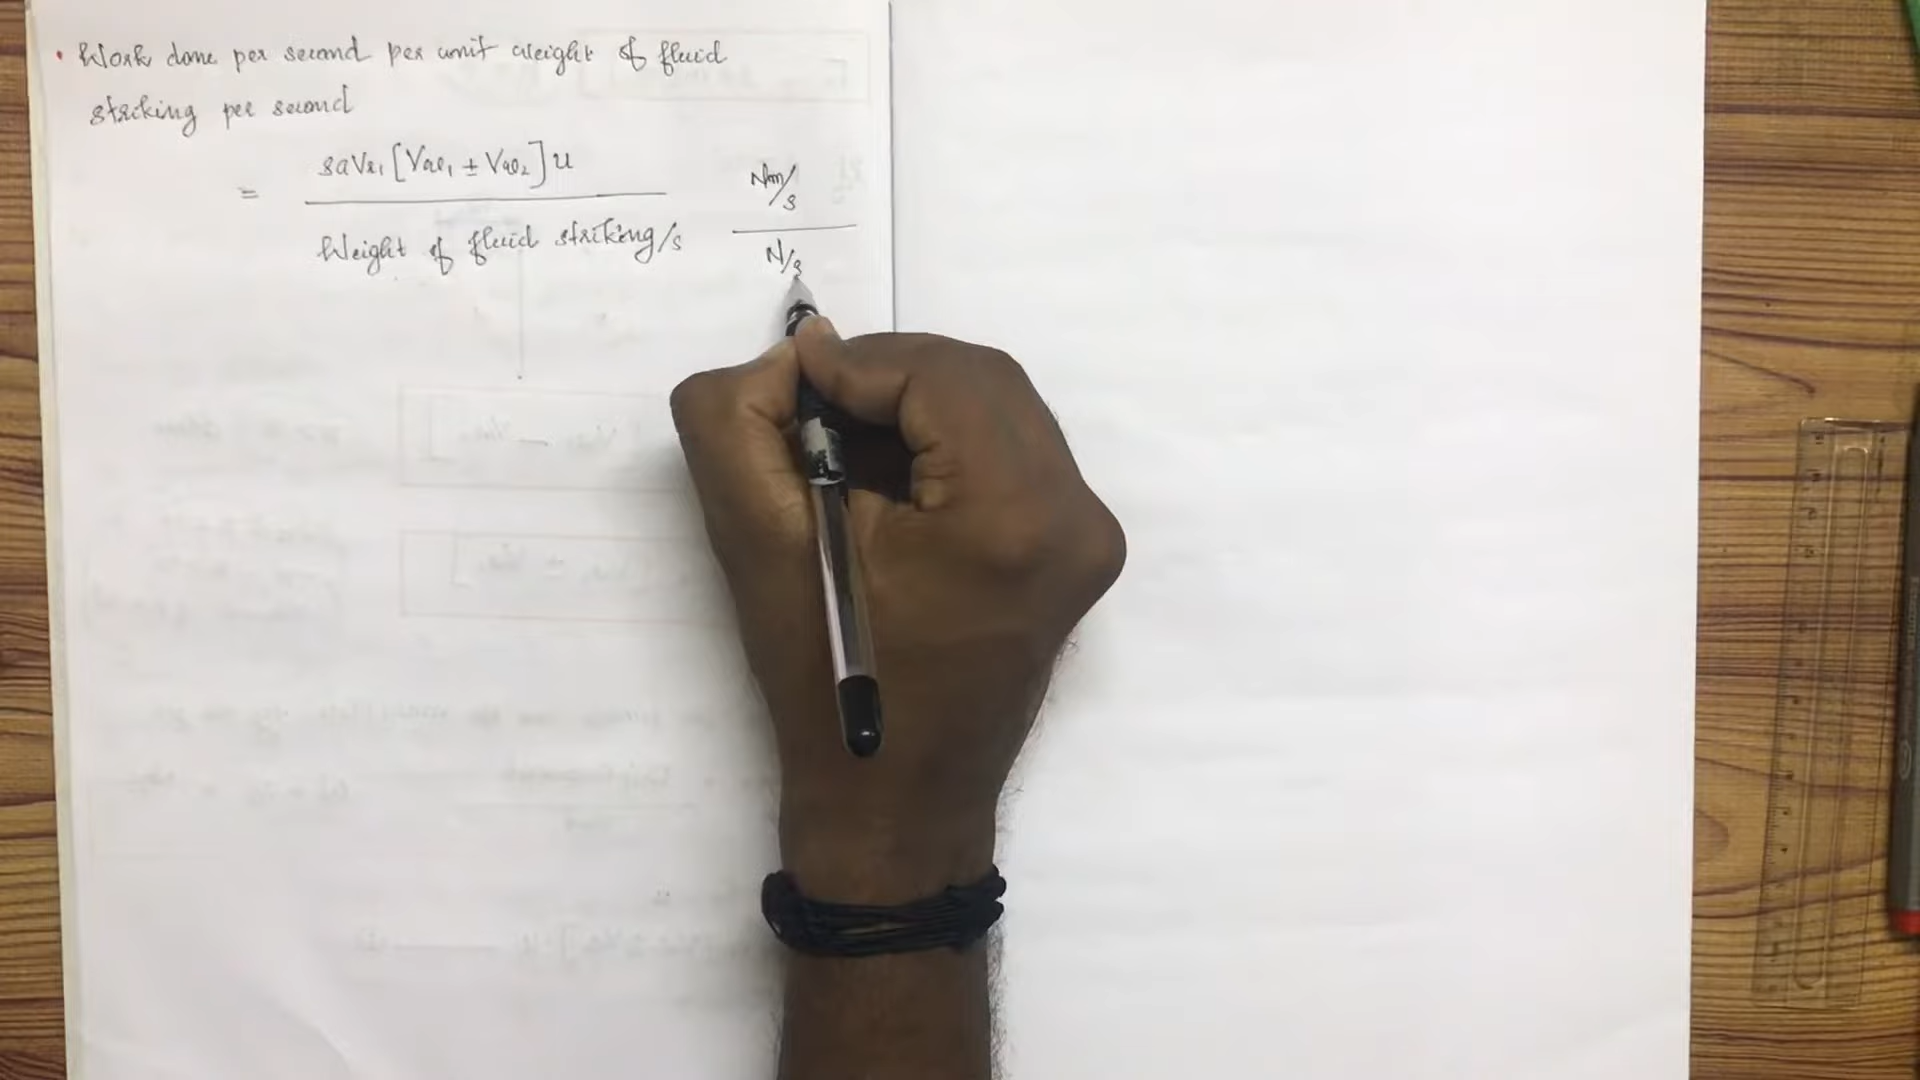 • Work done per second per unit weight of fluid
striking per second
= ρaVr₁[Vw₁ ± Vw₂]u Nm/s
Weight of fluid striking/s N/s